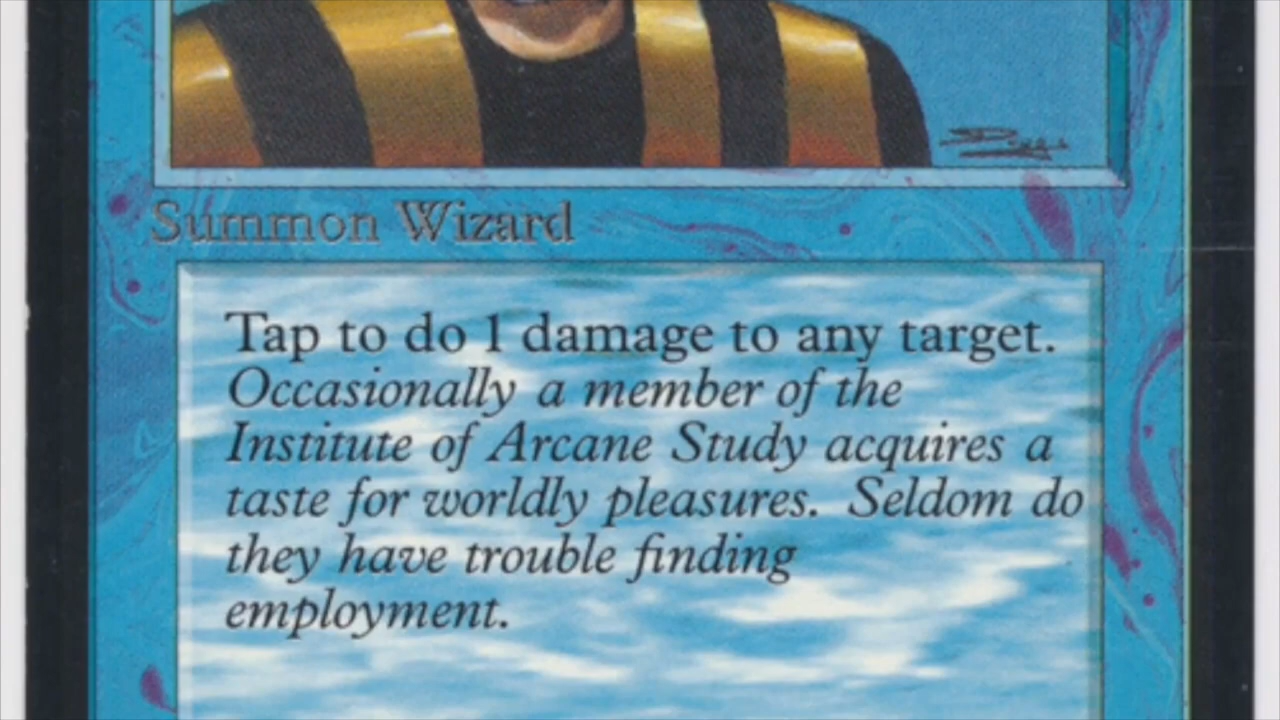 Summon Wizard
Tap to do 1 damage to any target.
Occasionally a member of the
Institute of Arcane Study acquires a
taste for worldly pleasures. Seldom do
they have trouble finding
employment.